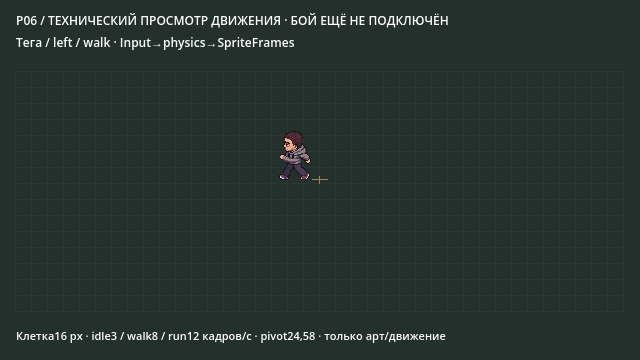 P06 / ТЕХНИЧЕСКИЙ ПРОСМОТР ДВИЖЕНИЯ · БОЙ ЕЩЁ НЕ ПОДКЛЮЧЁН
Тега / left / walk · Input→physics→SpriteFrames
Клетка16 px · idle3 / walk8 / run12 кадров/с · pivot24,58 · только арт/движение